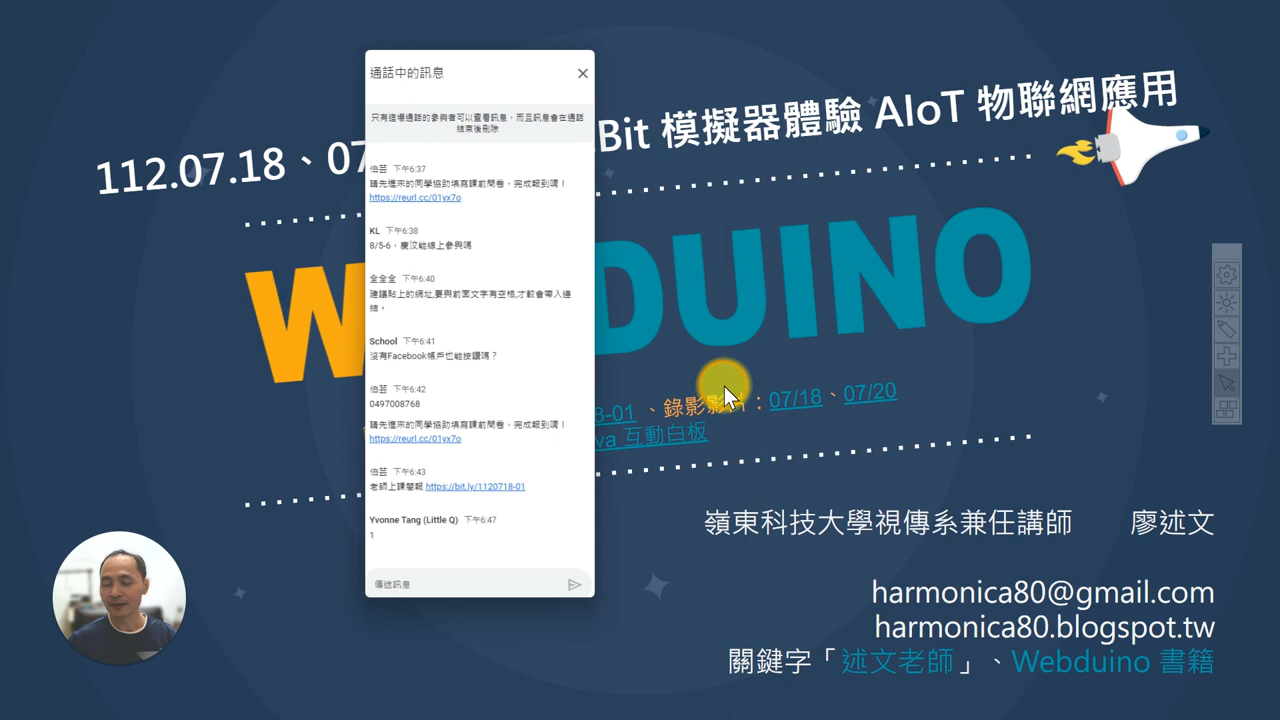 通話中的訊息
只有這場通話的參與者可以查看訊息，而且訊息會在通話
結束後刪除
伯芸 下午6:37
請先進來的同學協助填寫課前問卷，完成報到唷！
https://reurl.cc/01yx7o
KL 下午6:38
8/5-6，慶汶能線上參與嗎
全全全 下午6:40
建議貼上的網址,要與前面文字有空格,才較會帶入連
結。
School 下午6:41
沒有Facebook帳戶也能按讚嗎？
伯芸 下午6:42
0497008768
請先進來的同學協助填寫課前問卷，完成報到唷！
https://reurl.cc/01yx7o
伯芸 下午6:43
老師上課簡報 https://bit.ly/1120718-01
Yvonne Tang (Little Q) 下午6:47
1
傳送訊息
112.07.18、07
Bit 模擬器體驗 AIoT 物聯網應用
W DUINO
8-01 、錄影影片：07/18、07/20
va 互動白板
嶺東科技大學視傳系兼任講師 廖述文
harmonica80@gmail.com
harmonica80.blogspot.tw
關鍵字「述文老師」、Webduino 書籍